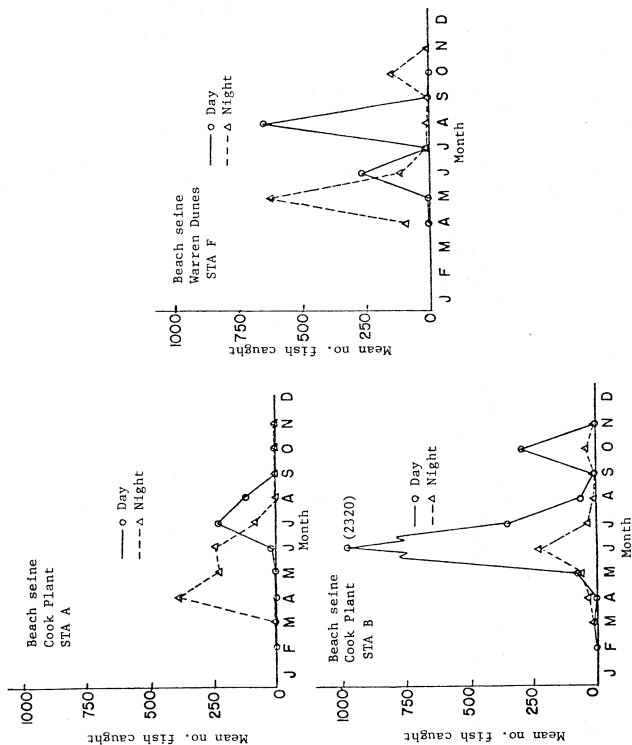 Beach seine
Cook Plant
STA A
Day
Night
Mean no. fish caught
1000
750
500
250
0
J F M A M J J A S O N D
Month
Beach seine
Cook Plant
STA B
Day
Night
(2320)
Mean no. fish caught
1000
750
500
250
0
J F M A M J J A S O N D
Month
Beach seine
Warren Dunes
STA F
Day
Night
Mean no. fish caught
1000
750
500
250
0
J F M A M J J A S O N D
Month